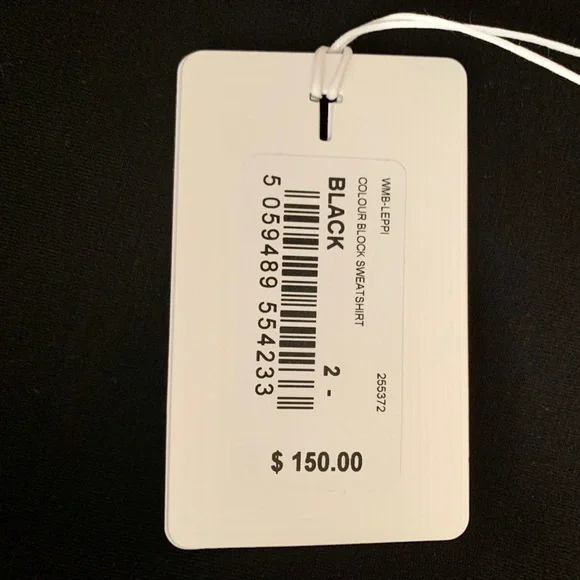 WMB-LEPPI 255372
COLOUR BLOCK SWEATSHIRT
BLACK 2 -
5 059489 554233
$ 150.00